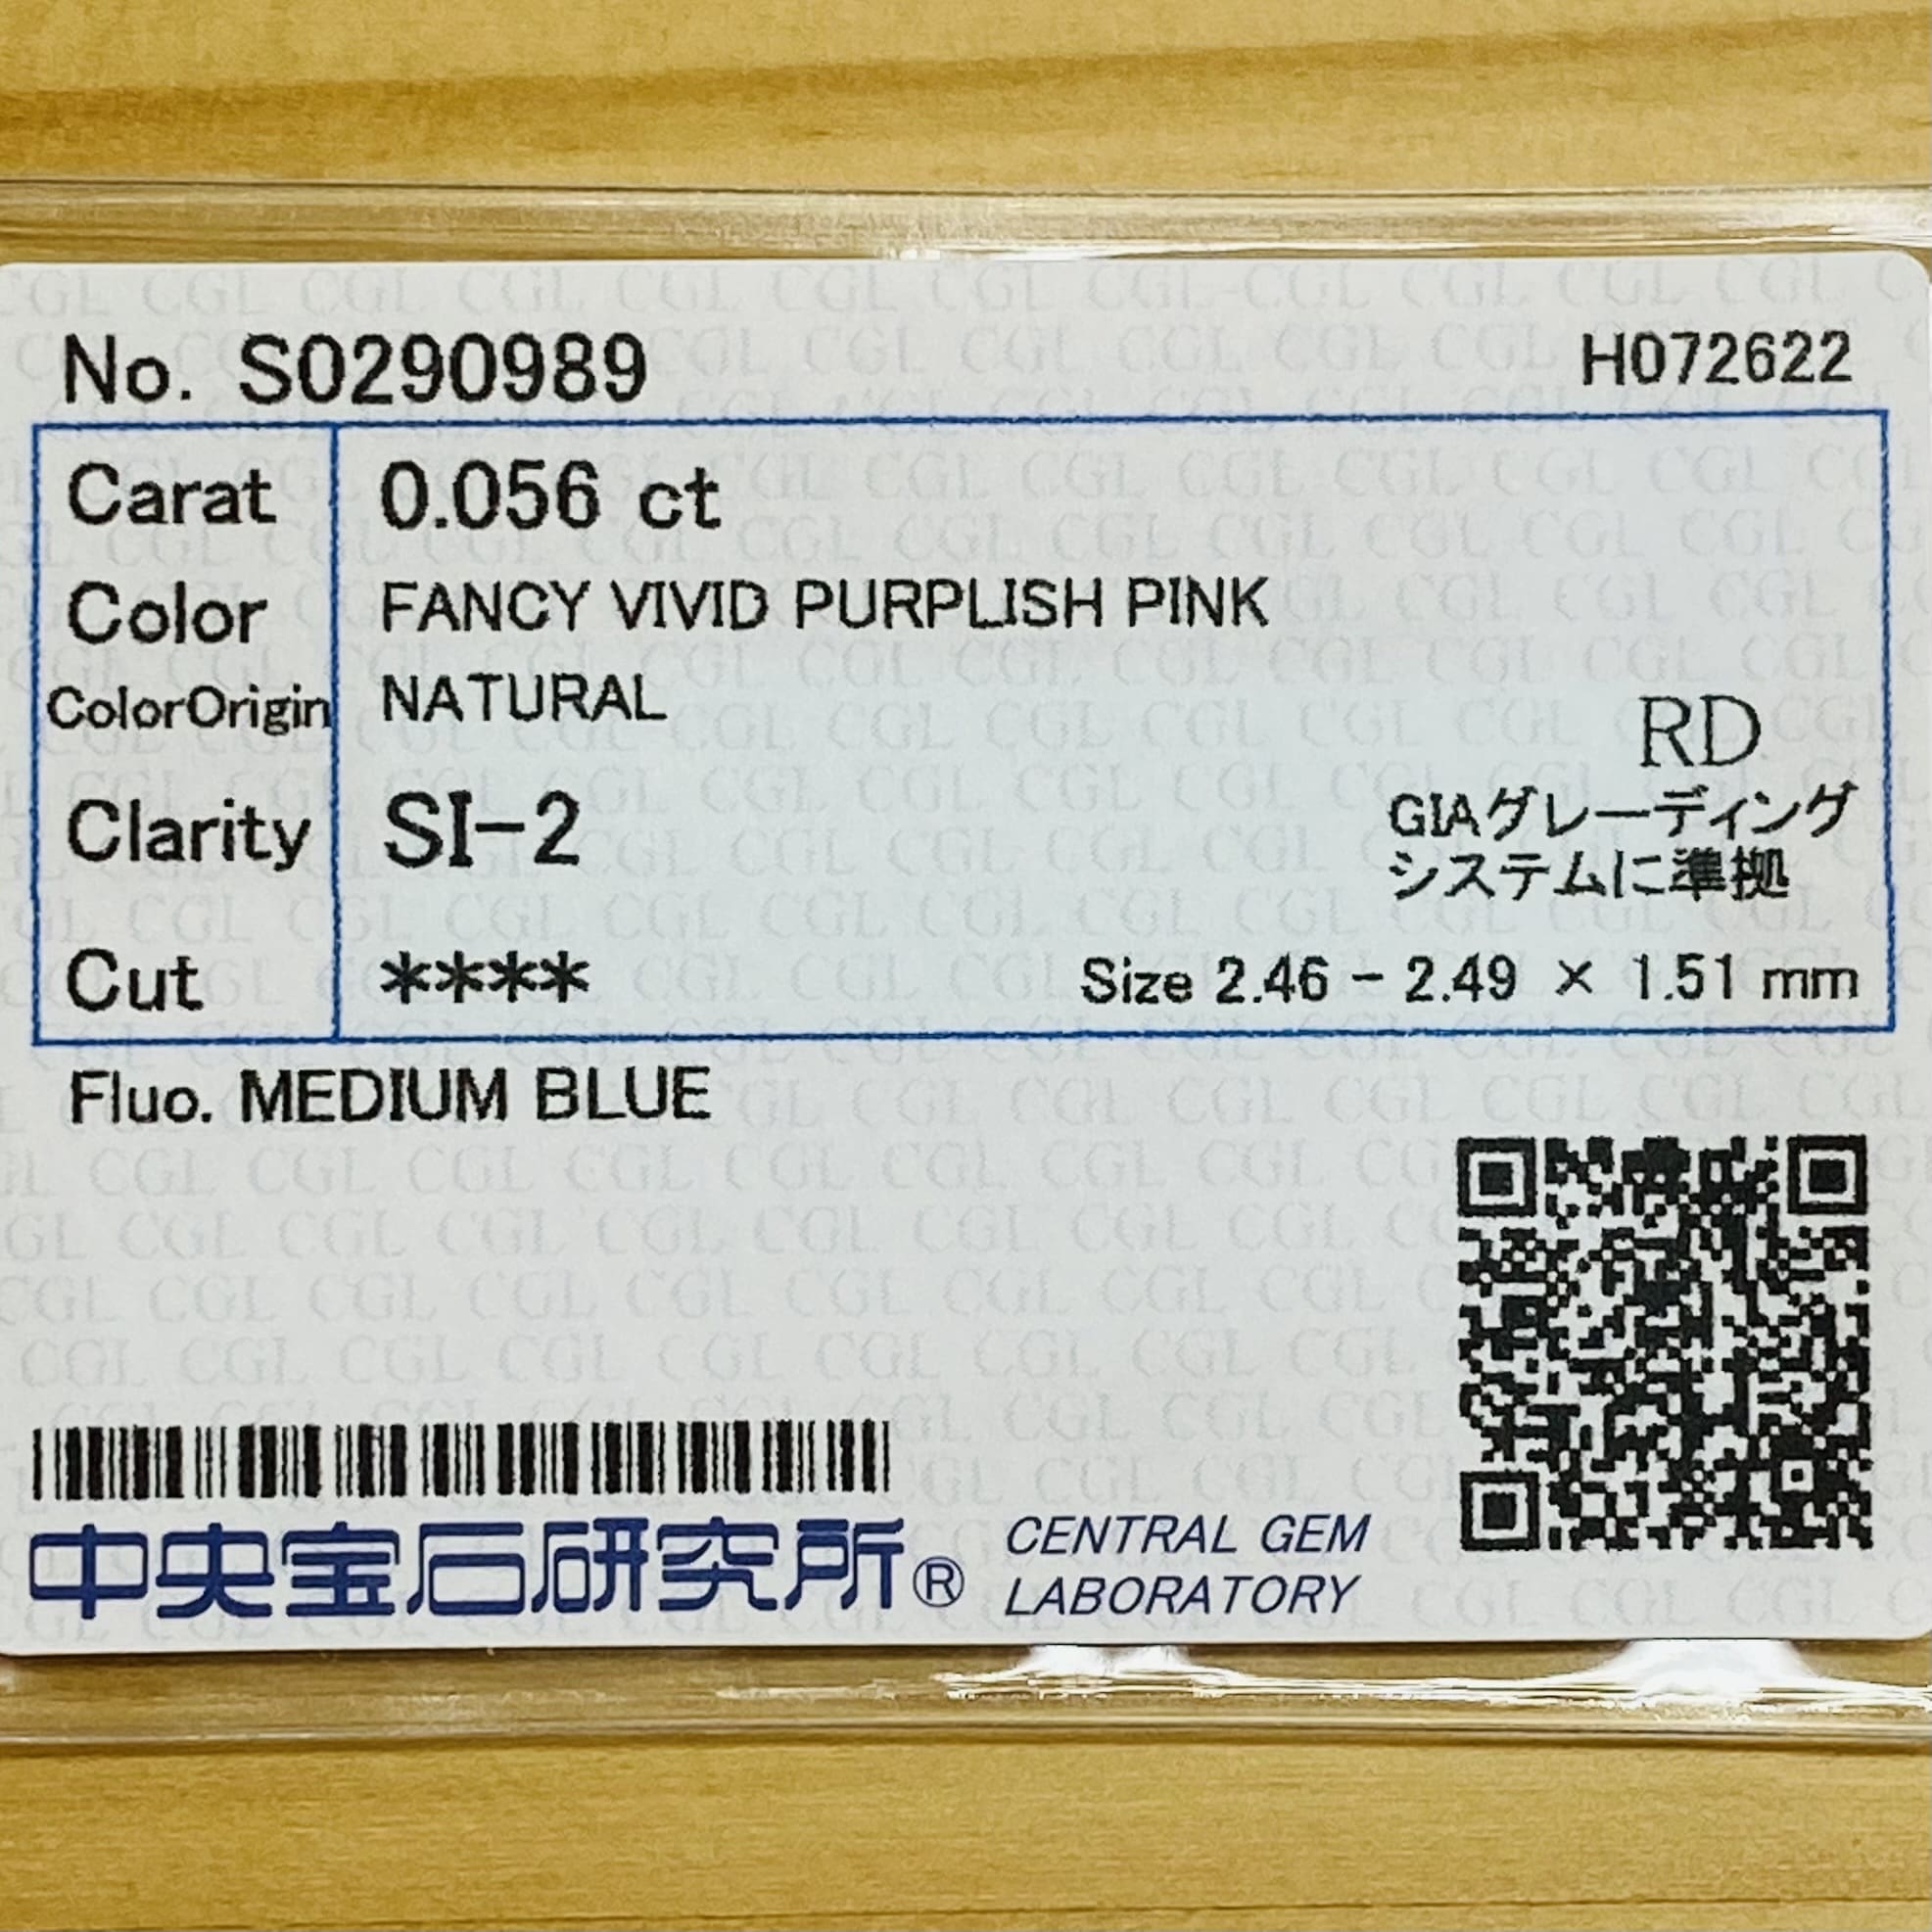 No. S0290989 H072622
Carat 0.056 ct
Color FANCY VIVID PURPLISH PINK
ColorOrigin NATURAL
RD
Clarity SI-2
GIAグレーディング
システムに準拠
Cut **** Size 2.46 - 2.49 × 1.51 mm
Fluo. MEDIUM BLUE
中央宝石研究所® CENTRAL GEM
LABORATORY